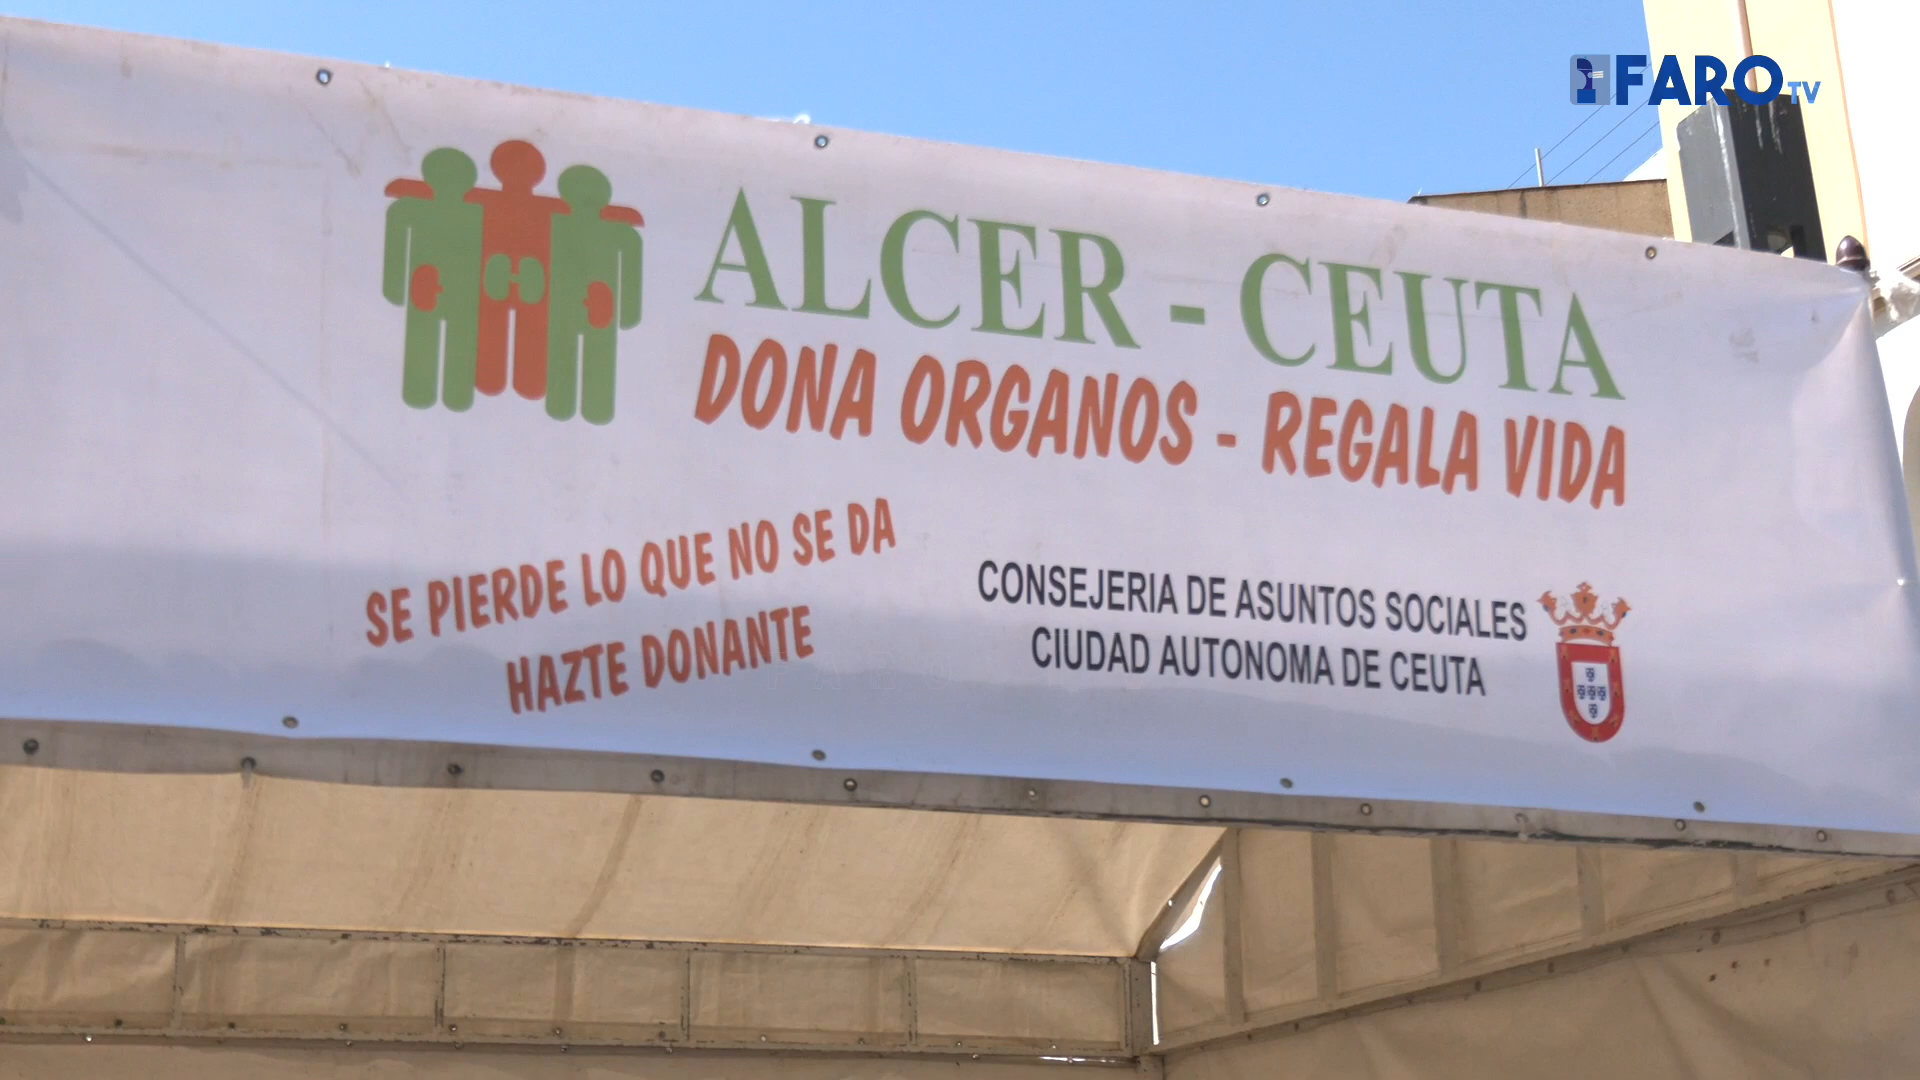 FARO TV
ALCER - CEUTA
DONA ORGANOS - REGALA VIDA
SE PIERDE LO QUE NO SE DA
HAZTE DONANTE
CONSEJERIA DE ASUNTOS SOCIALES
CIUDAD AUTONOMA DE CEUTA